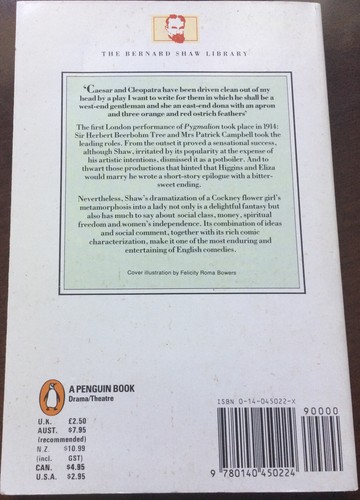 THE BERNARD SHAW LIBRARY
'Caesar and Cleopatra have been driven clean out of my
head by a play I want to write for them in which he shall be a
west-end gentleman and she an east-end dona with an apron
and three orange and red ostrich feathers'
The first London performance of Pygmalion took place in 1914:
Sir Herbert Beerbohm Tree and Mrs Patrick Campbell took the
leading roles. From the outset it proved a sensational success,
although Shaw, irritated by its popularity at the expense of
his artistic intentions, dismissed it as a potboiler. And to
thwart those productions that hinted that Higgins and Eliza
would marry he wrote a short-story epilogue with a bitter-
sweet ending.
Nevertheless, Shaw's dramatization of a Cockney flower girl's
metamorphosis into a lady not only is a delightful fantasy but
also has much to say about social class, money, spiritual
freedom and women's independence. Its combination of ideas
and social comment, together with its rich comic
characterization, make it one of the most enduring and
entertaining of English comedies.
Cover illustration by Felicity Roma Bowers
A PENGUIN BOOK
Drama/Theatre
U.K. £2.50
AUST. $7.95
(recommended)
N.Z. $10.99
(incl. GST)
CAN. $4.95
U.S.A. $2.95
ISBN 0-14-045022-X
90000
9 780140 450224